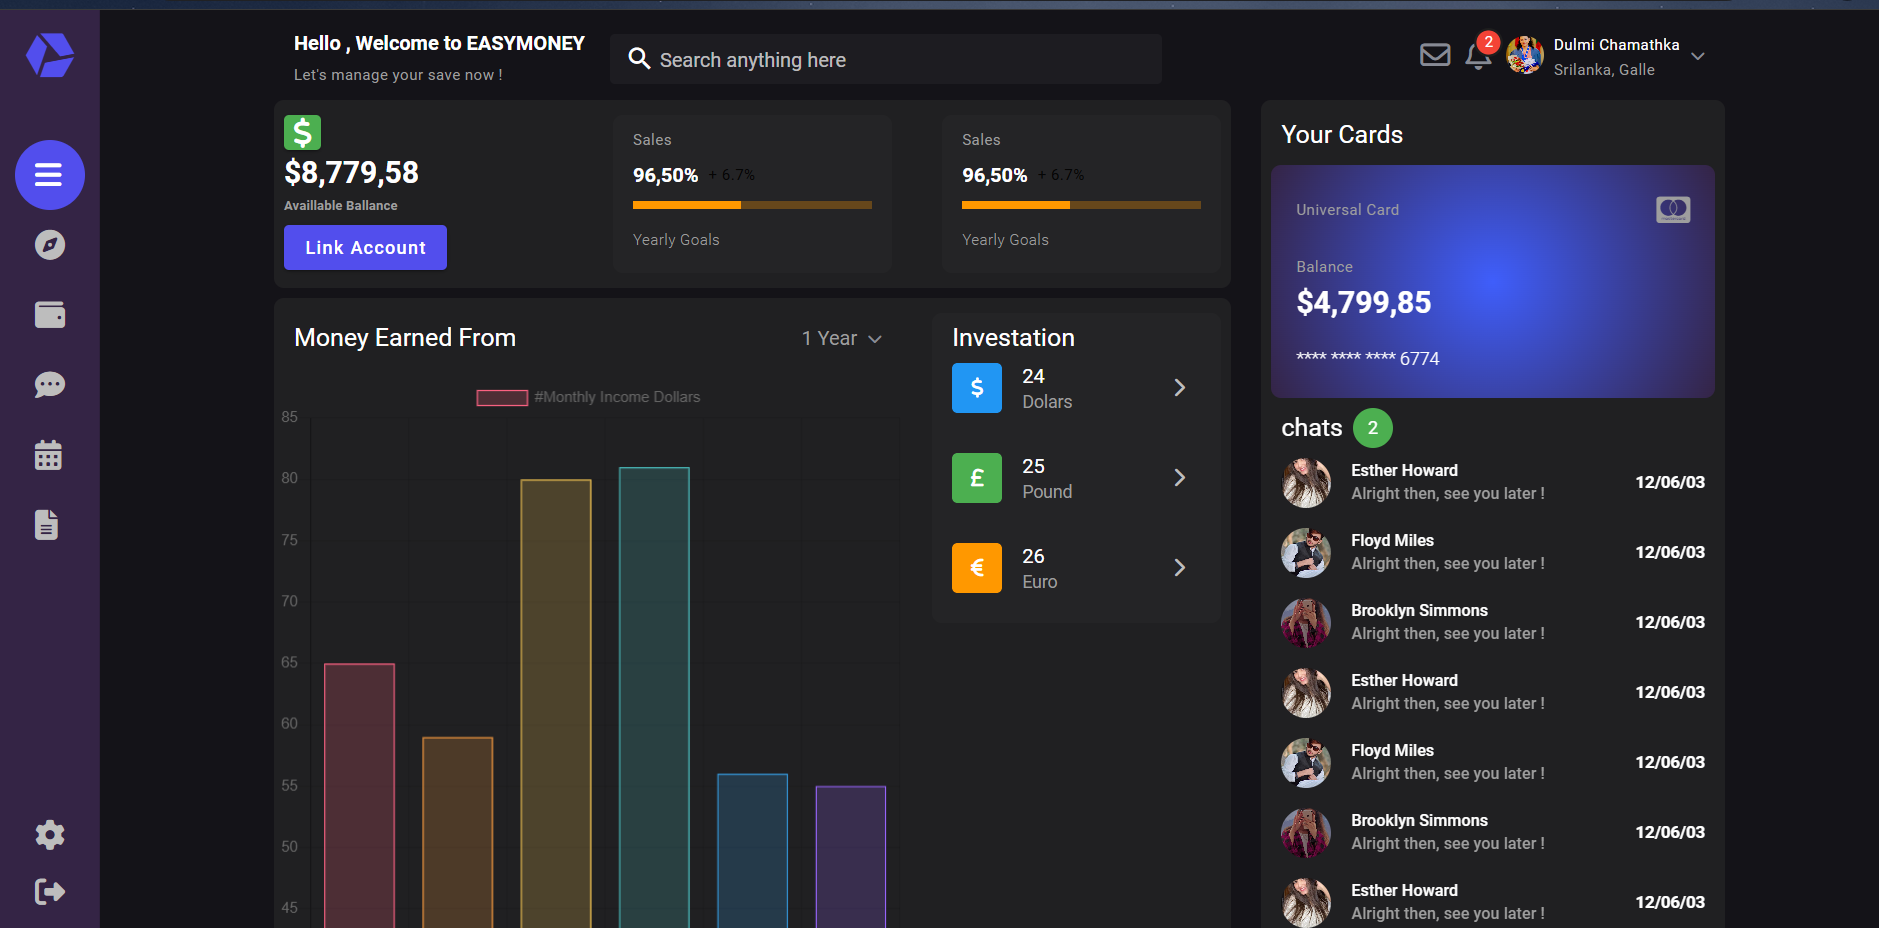 Hello , Welcome to EASYMONEY
Let's manage your save now !
Search anything here
2
Dulmi Chamathka
Srilanka, Galle
$8,779,58
Availlable Ballance
Link Account
Sales
96,50% + 6.7%
Yearly Goals
Sales
96,50% + 6.7%
Yearly Goals
Money Earned From
1 Year
#Monthly Income Dollars
85
80
75
70
65
60
55
50
45
Investation
$
24
Dolars
£
25
Pound
€
26
Euro
Your Cards
Universal Card
Balance
$4,799,85
**** **** **** 6774
chats 2
Esther Howard
Alright then, see you later !
12/06/03
Floyd Miles
Alright then, see you later !
12/06/03
Brooklyn Simmons
Alright then, see you later !
12/06/03
Esther Howard
Alright then, see you later !
12/06/03
Floyd Miles
Alright then, see you later !
12/06/03
Brooklyn Simmons
Alright then, see you later !
12/06/03
Esther Howard
Alright then, see you later !
12/06/03